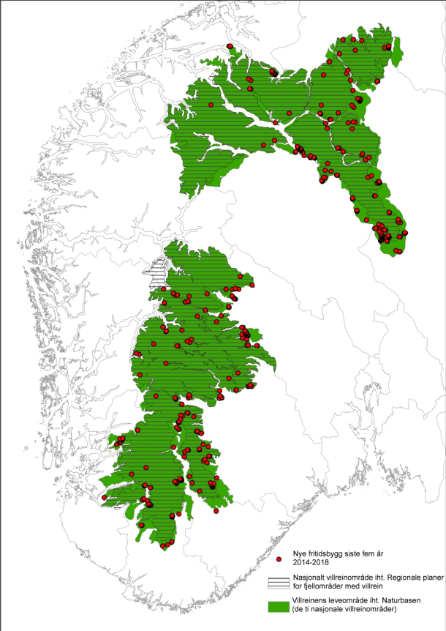 Nye fritidsbygg siste fem år
2014-2018
Nasjonalt villreinområde iht. Regionale planer
for fjellområder med villrein
Villreinens leveområde iht. Naturbasen
(de ti nasjonale villreinområder)